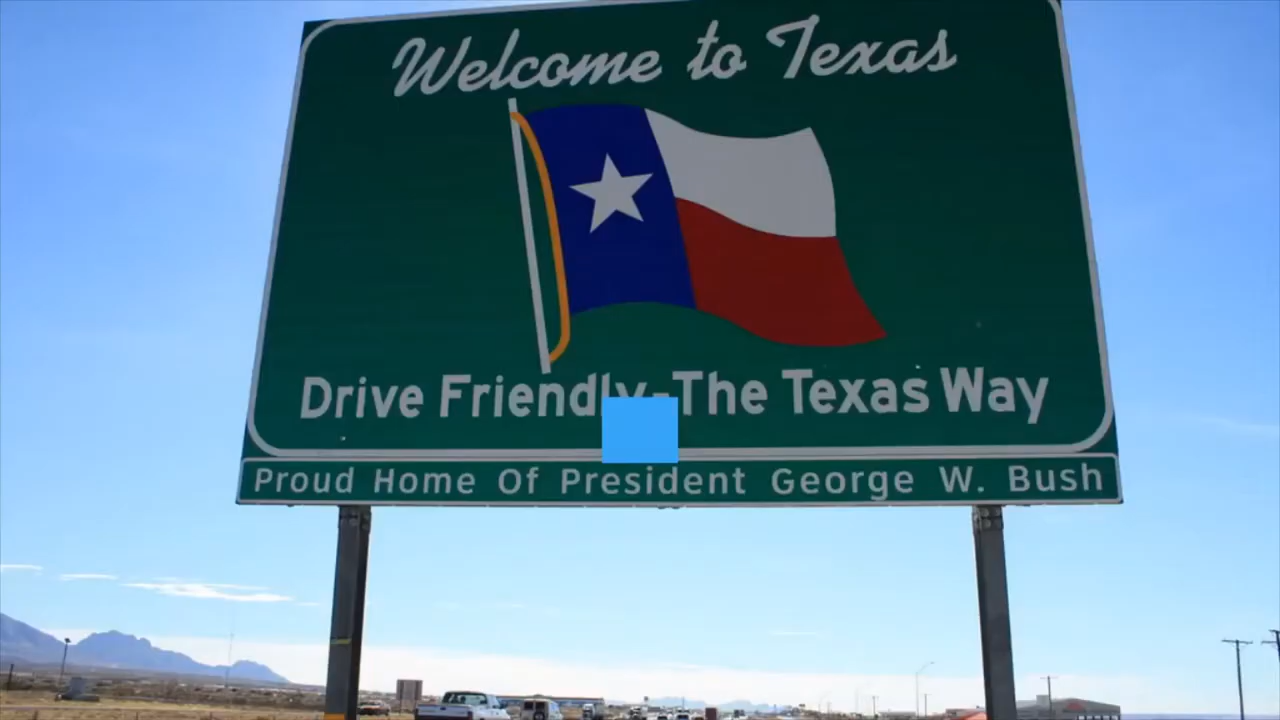 Welcome to Texas
Drive Friendly-The Texas Way
Proud Home Of President George W. Bush